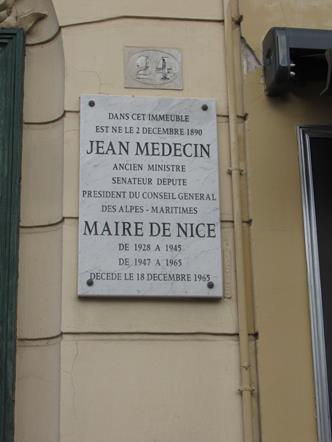 24
DANS CET IMMEUBLE
EST NE LE 2 DECEMBRE 1890
JEAN MEDECIN
ANCIEN MINISTRE
SENATEUR DEPUTE
PRESIDENT DU CONSEIL GENERAL
DES ALPES - MARITIMES
MAIRE DE NICE
DE 1928 A 1945
DE 1947 A 1965
DECEDE LE 18 DECEMBRE 1965